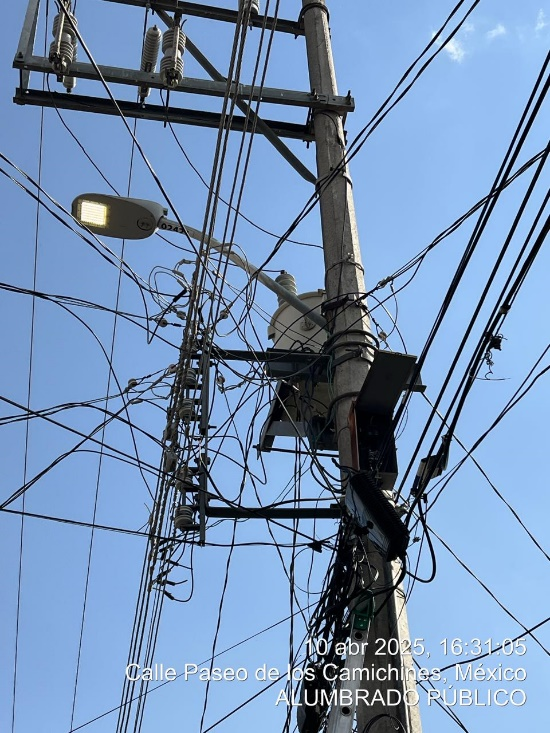 10 abr 2025, 16:31:05
Calle Paseo de los Camichines, México
ALUMBRADO PÚBLICO